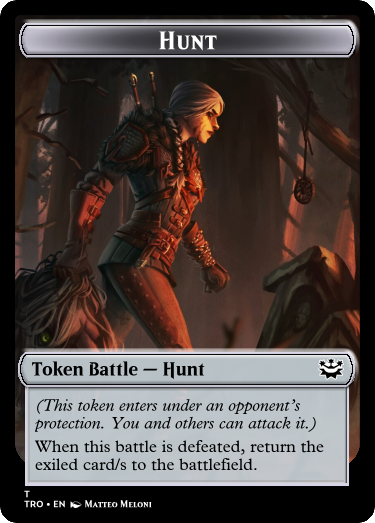 Hunt
Token Battle — Hunt
(This token enters under an opponent's
protection. You and others can attack it.)
When this battle is defeated, return the
exiled card/s to the battlefield.
T
TRO • EN Matteo Meloni